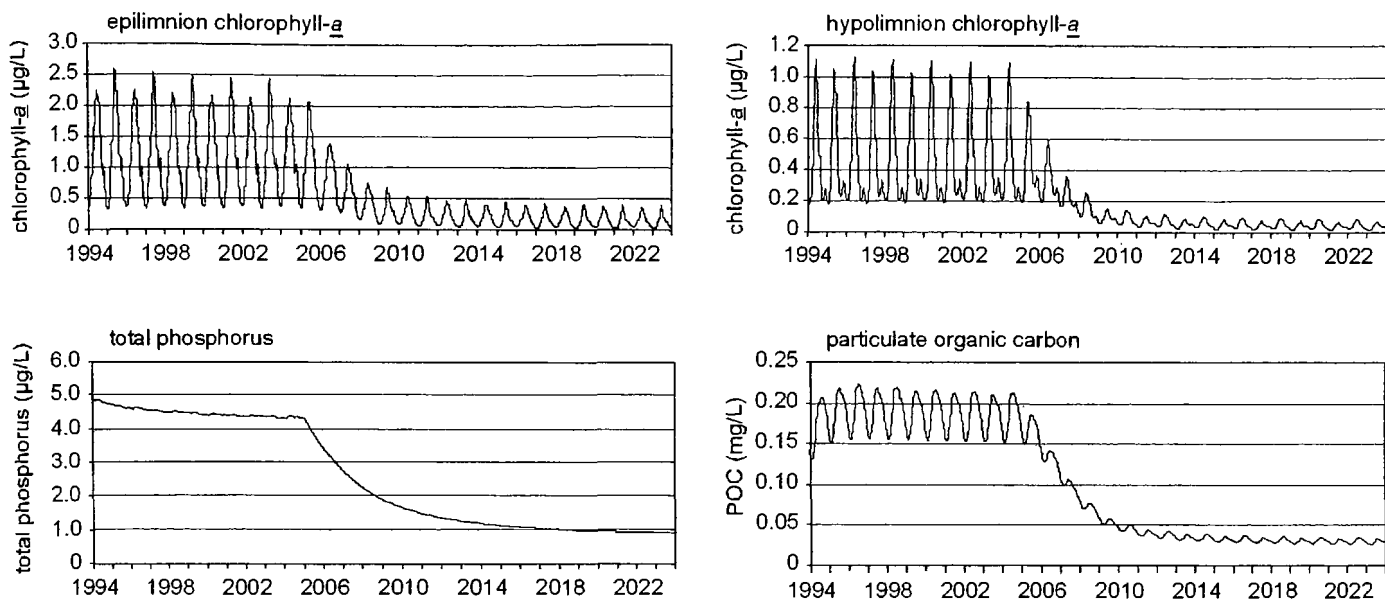 epilimnion chlorophyll-a
chlorophyll-a (µg/L)
3.0
2.5
2.0
1.5
1.0
0.5
0
1994 1998 2002 2006 2010 2014 2018 2022
hypolimnion chlorophyll-a
chlorophyll-a (µg/L)
1.2
1.0
0.8
0.6
0.4
0.2
0
1994 1998 2002 2006 2010 2014 2018 2022
total phosphorus
total phosphorus (µg/L)
6.0
5.0
4.0
3.0
2.0
1.0
0
1994 1998 2002 2006 2010 2014 2018 2022
particulate organic carbon
POC (mg/L)
0.25
0.20
0.15
0.10
0.05
0
1994 1998 2002 2006 2010 2014 2018 2022